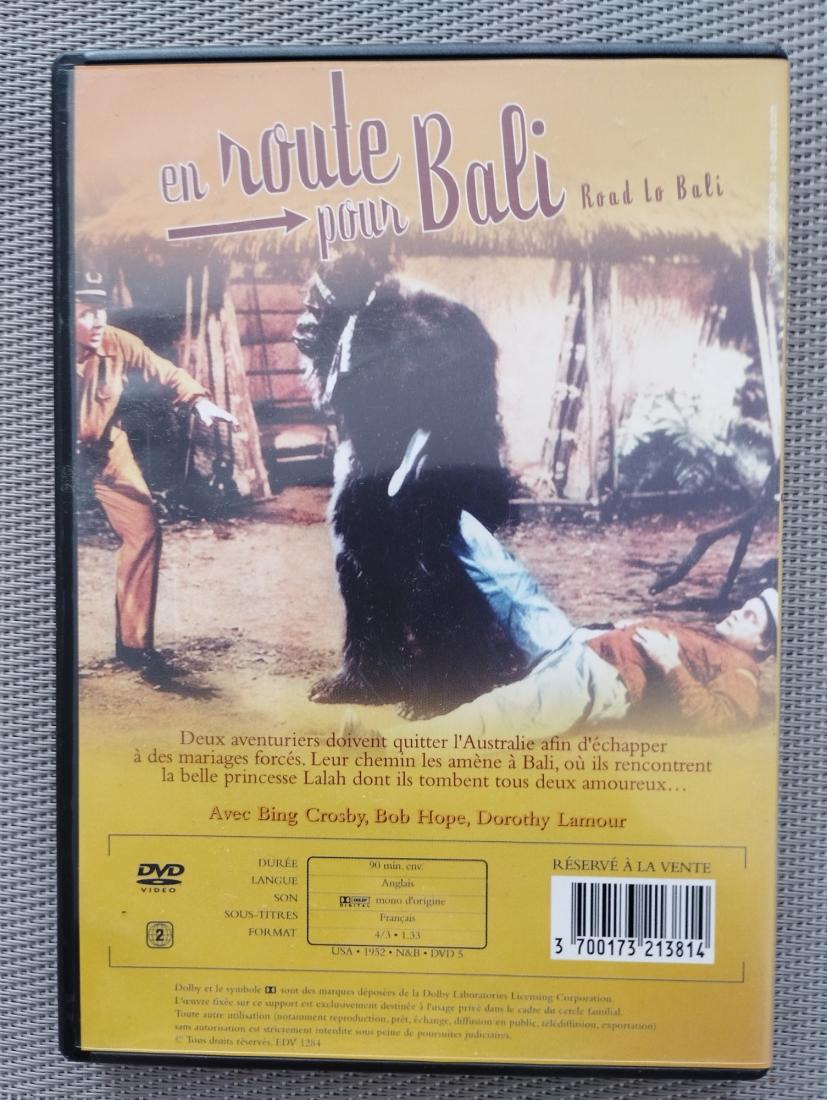 en route
pour Bali Road to Bali
Deux aventuriers doivent quitter l'Australie afin d'échapper
à des mariages forcés. Leur chemin les amène à Bali, où ils rencontrent
la belle princesse Lalah dont ils tombent tous deux amoureux…
Avec Bing Crosby, Bob Hope, Dorothy Lamour
DVD
VIDEO
2
DURÉE 90 min. env.
LANGUE Anglais
SON DOLBY DIGITAL mono d'origine
SOUS-TITRES Français
FORMAT 4/3 • 1.33
USA • 1952 • N&B • DVD 5
RÉSERVÉ À LA VENTE
3 700173 213814
Dolby et le symbole sont des marques déposées de la Dolby Laboratories Licensing Corporation.
L'œuvre fixée sur ce support est exclusivement destinée à l'usage privé dans le cadre du cercle familial.
Toute autre utilisation (notamment reproduction, prêt, échange, diffusion en public, télédiffusion, exportation)
sans autorisation est strictement interdite sous peine de poursuites judiciaires.
© Tous droits réservés. EDV 1284
C